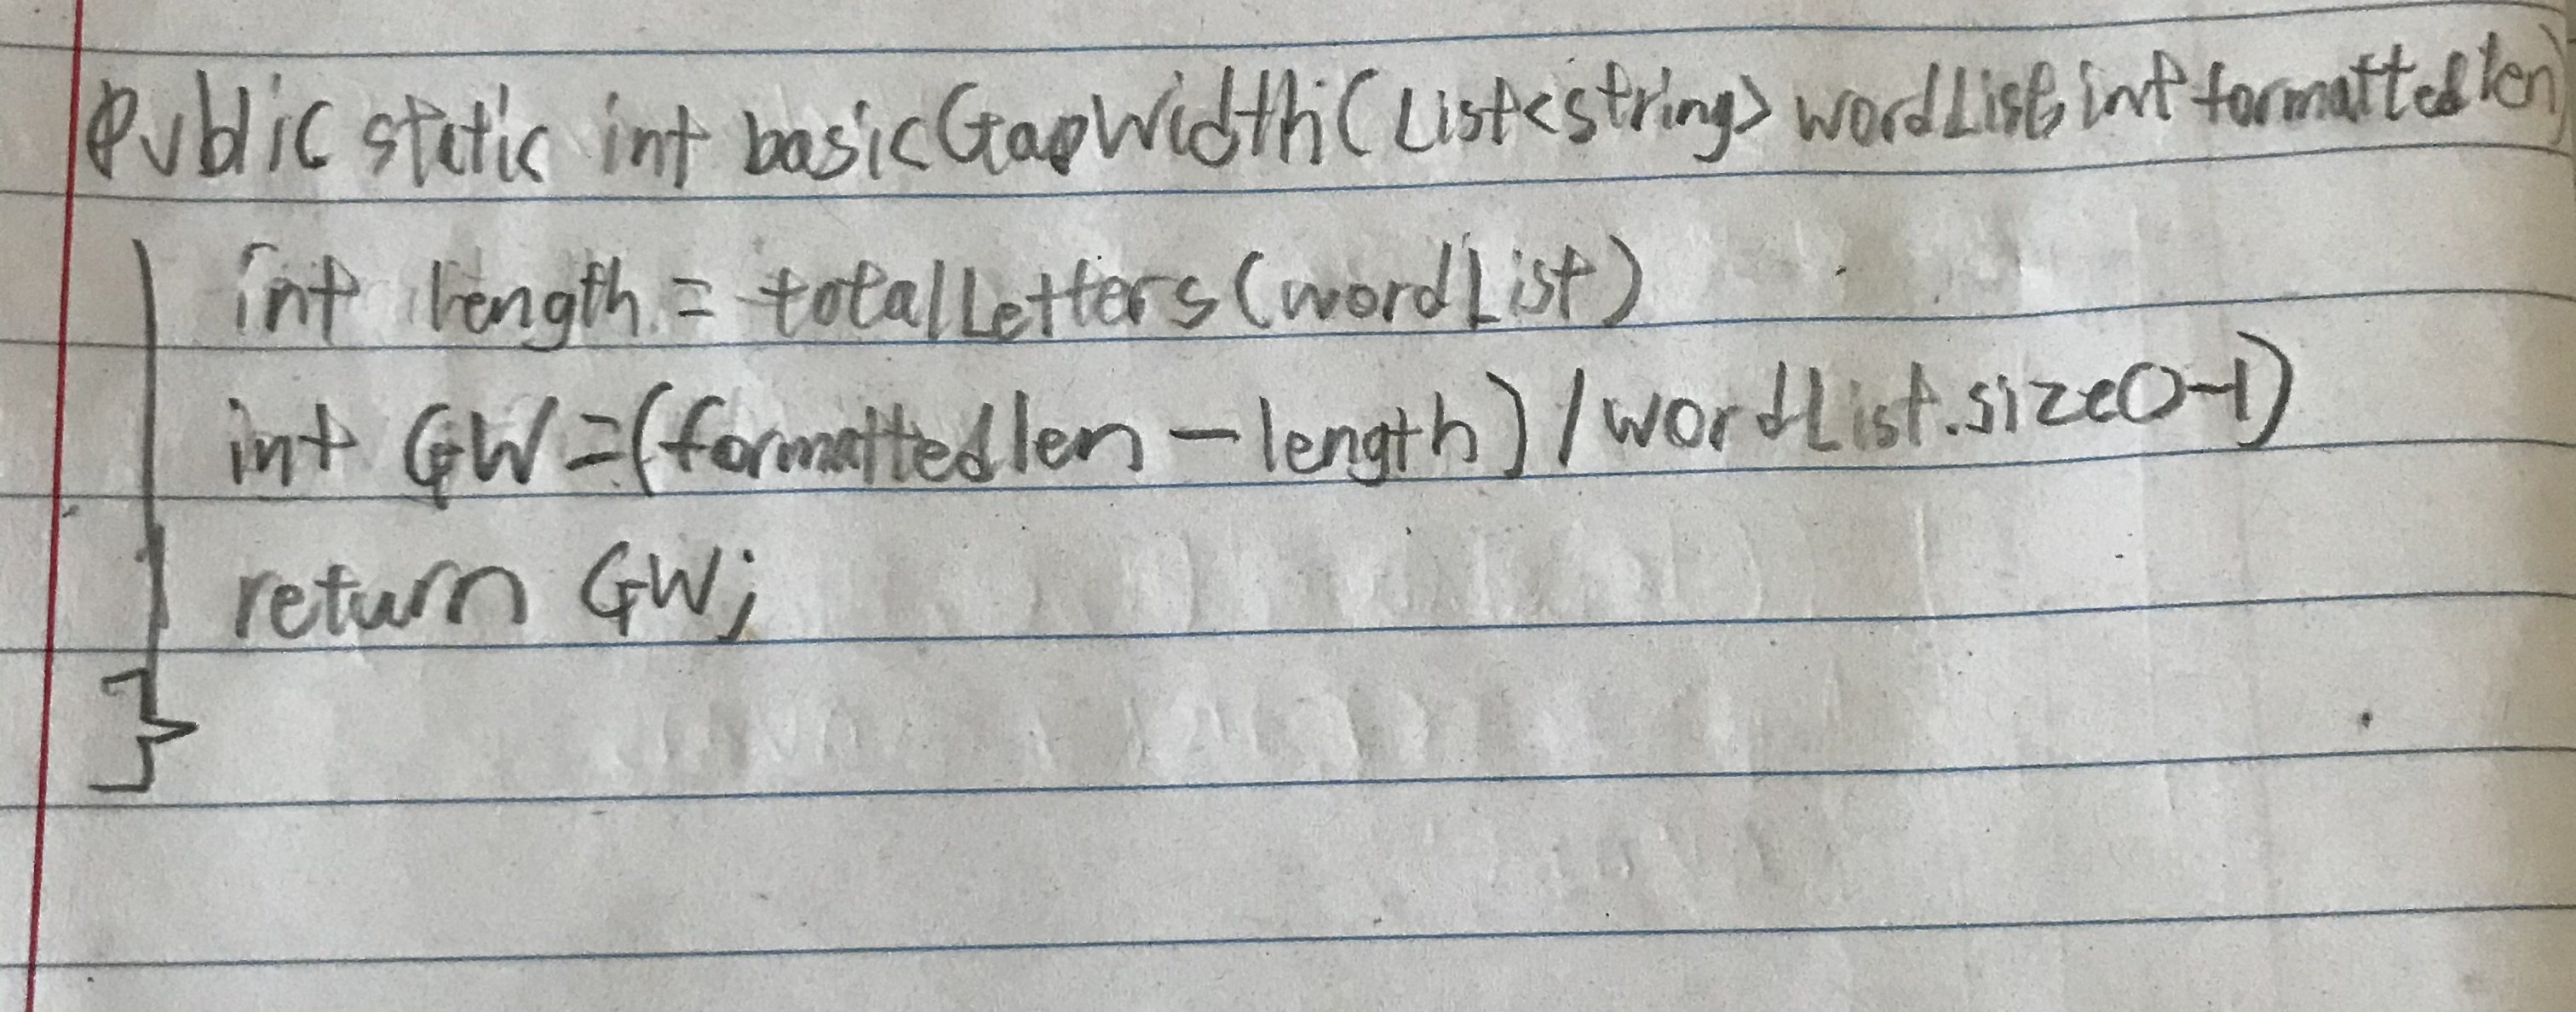 public static int basicGapWidth(List<string> wordList, int formattedlen)
int length = totalLetters(wordList)
int GW=(formattedlen-length)/wordList.size()-1)
return GW;
}